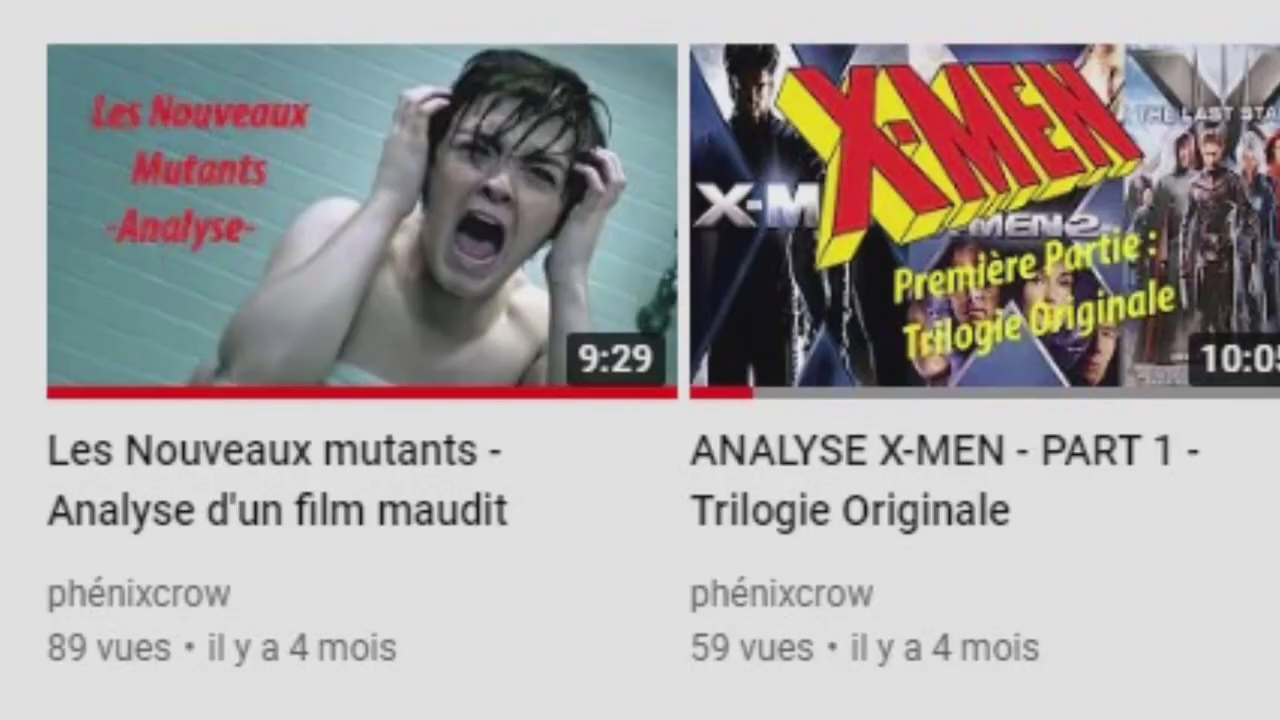 Les Nouveaux
Mutants
-Analyse-
9:29
X-M
X-MEN
THE LAST STA
-MEN2
Première Partie :
Trilogie Originale
10:05
Les Nouveaux mutants -
Analyse d'un film maudit
phénixcrow
89 vues • il y a 4 mois
ANALYSE X-MEN - PART 1 -
Trilogie Originale
phénixcrow
59 vues • il y a 4 mois